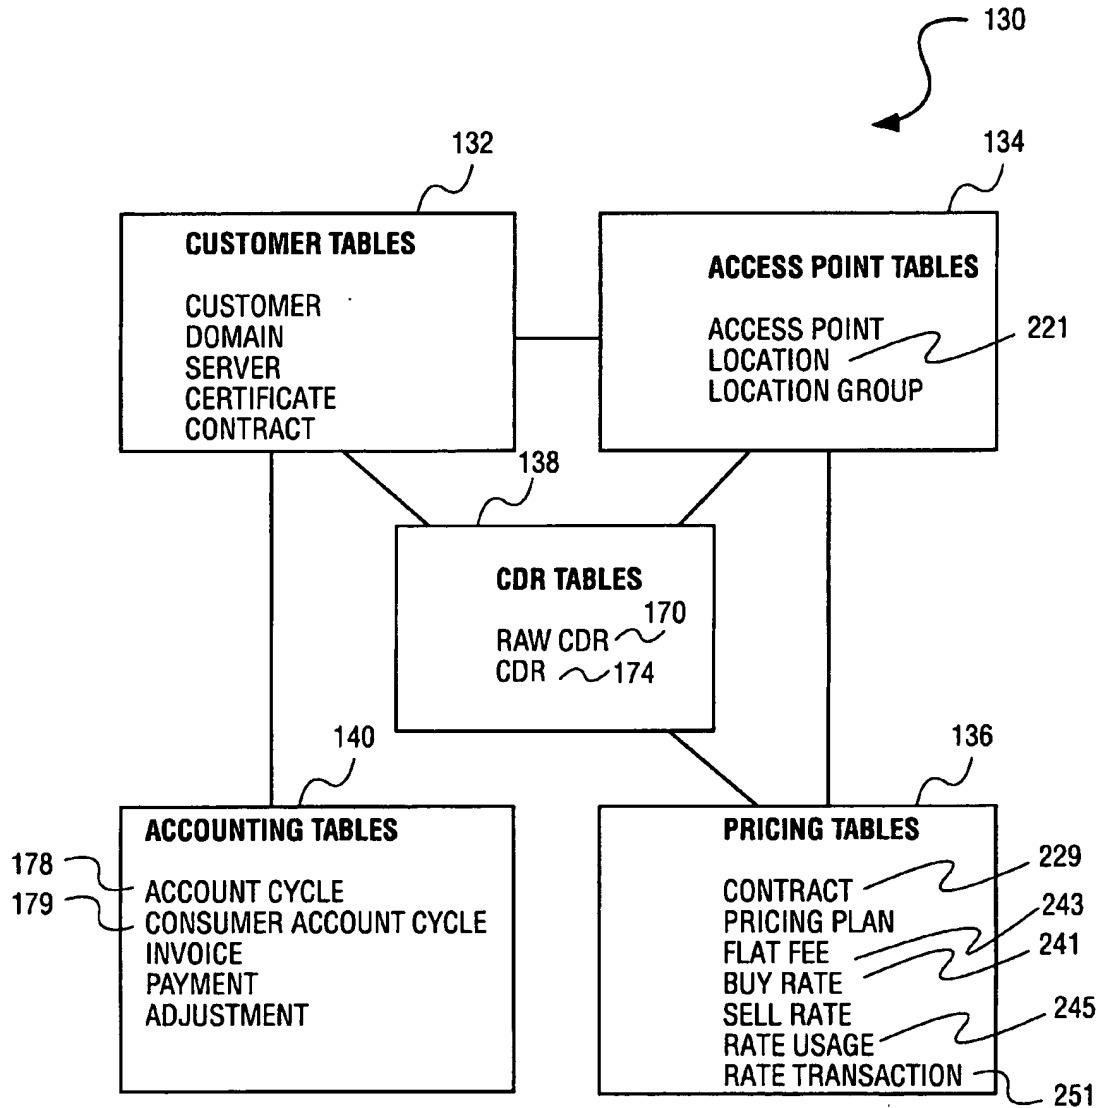 130
132
134
CUSTOMER TABLES
CUSTOMER
DOMAIN
SERVER
CERTIFICATE
CONTRACT
ACCESS POINT TABLES
ACCESS POINT
LOCATION 221
LOCATION GROUP
138
CDR TABLES
RAW CDR 170
CDR 174
140
136
ACCOUNTING TABLES
178 ACCOUNT CYCLE
179 CONSUMER ACCOUNT CYCLE
INVOICE
PAYMENT
ADJUSTMENT
PRICING TABLES
CONTRACT 229
PRICING PLAN
FLAT FEE 243
BUY RATE 241
SELL RATE
RATE USAGE 245
RATE TRANSACTION 251